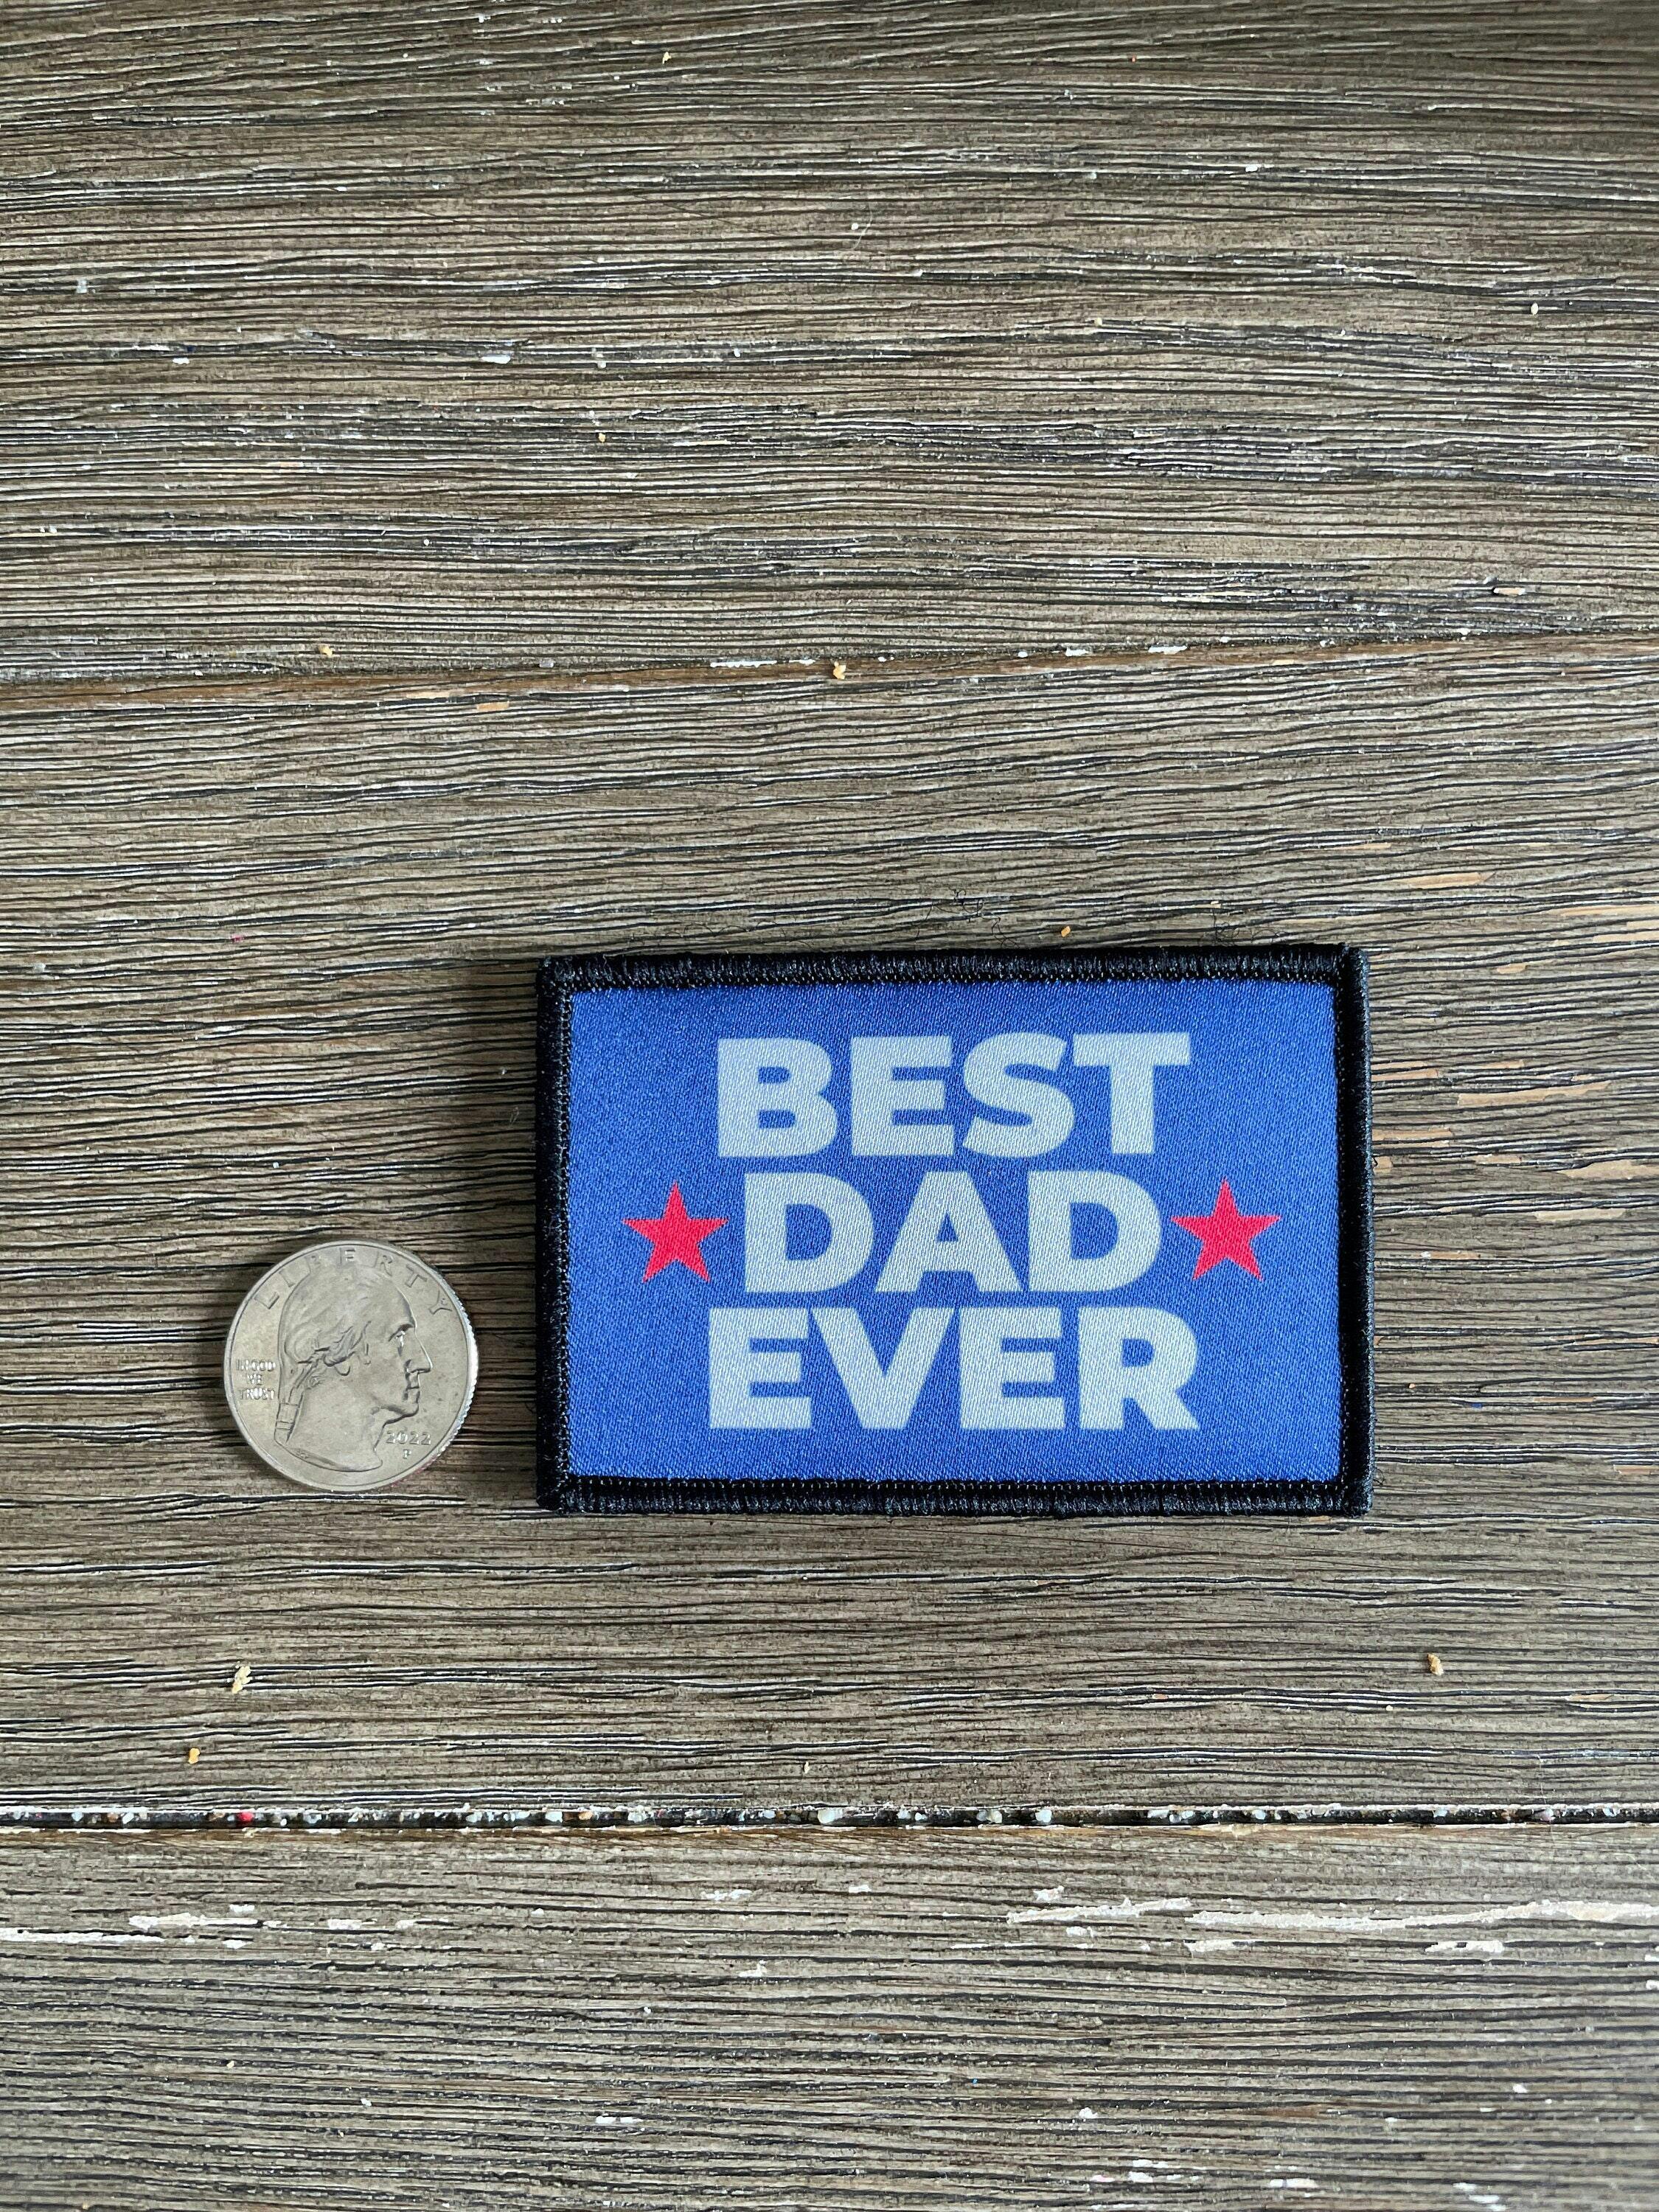 BEST
DAD
EVER
LIBERTY
IN GOD
WE
TRUST
2022
P